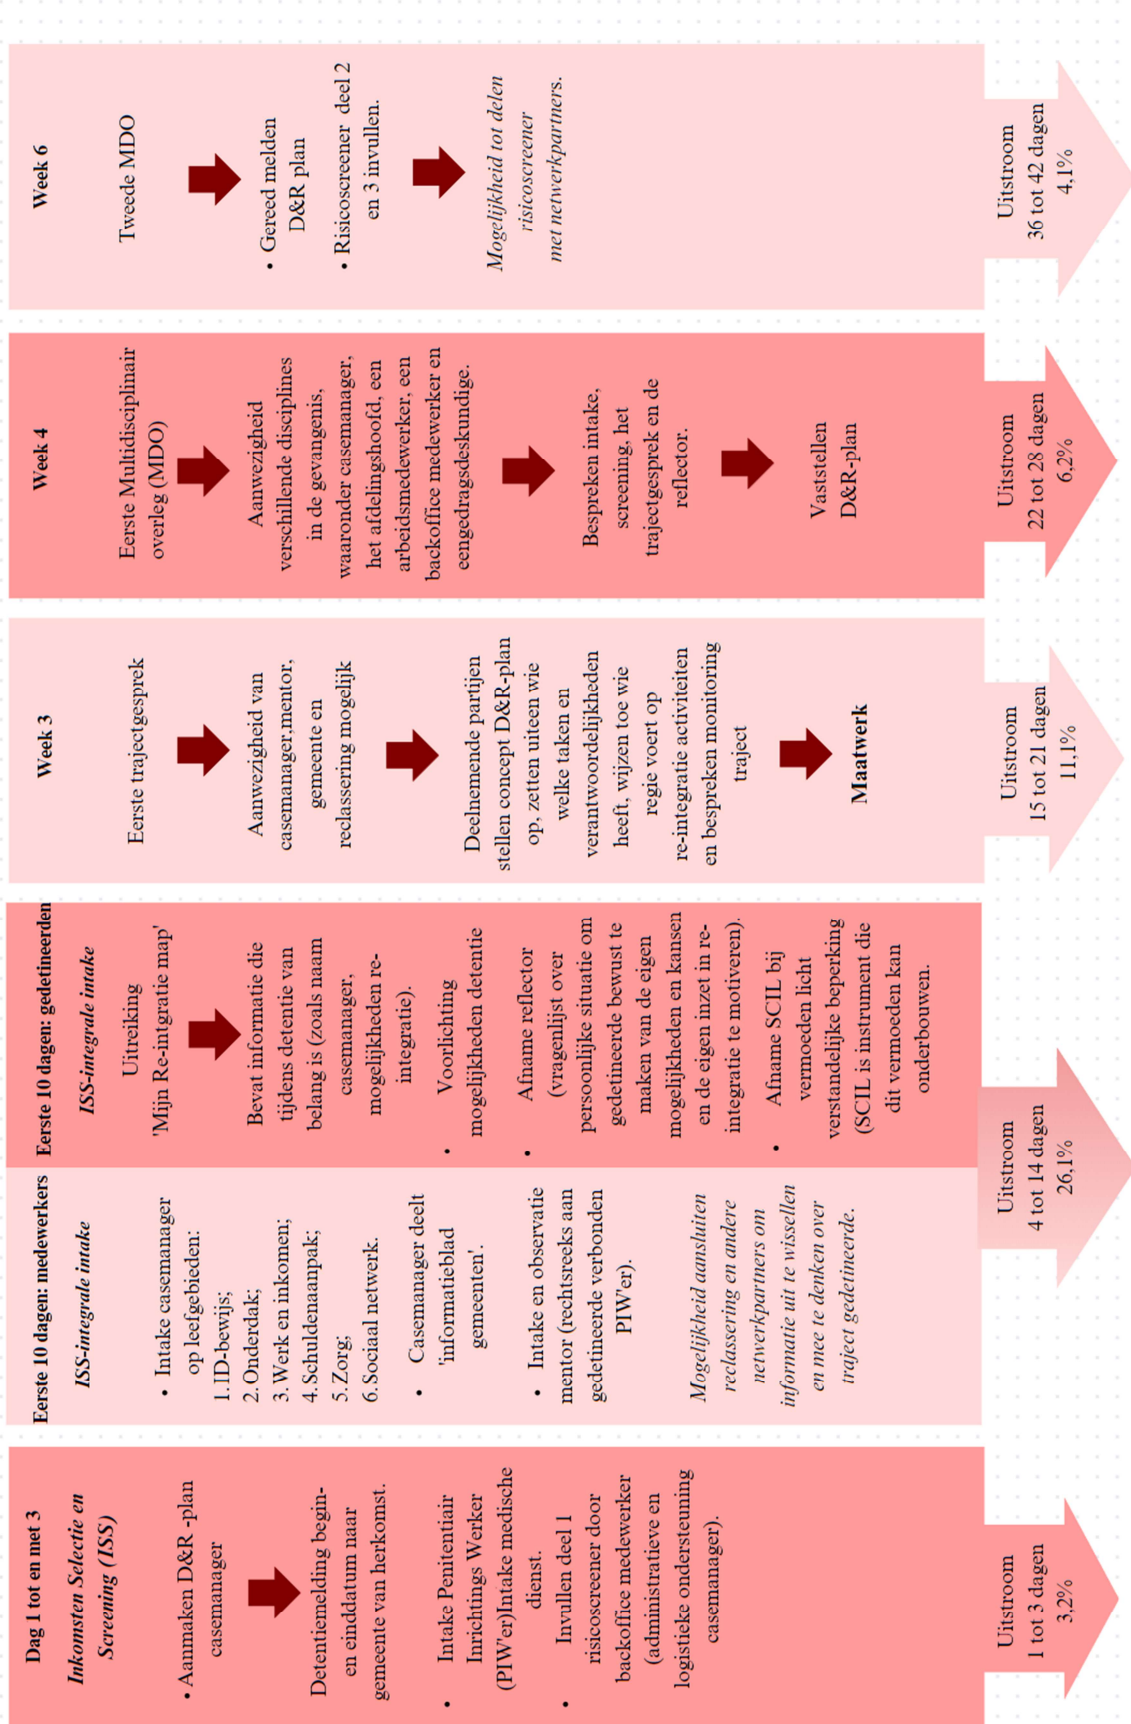 Dag 1 tot en met 3
Inkomsten Selectie en
Screening (ISS)
• Aanmaken D&R -plan
casemanager
Detentiemelding begin-
en einddatum naar
gemeente van herkomst.
• Intake Penitentiair
Inrichtings Werker
(PIW'er)Intake medische
dienst.
• Invullen deel 1
risicoscreener door
backoffice medewerker
(administratieve en
logistieke ondersteuning
casemanager).
Uitstroom
1 tot 3 dagen
3,2%
Eerste 10 dagen: medewerkers
ISS-integrale intake
• Intake casemanager
op leefgebieden:
1.ID-bewijs;
2. Onderdak;
3. Werk en inkomen;
4. Schuldenaanpak;
5. Zorg;
6. Sociaal netwerk.
• Casemanager deelt
'informatieblad
gemeenten'.
• Intake en observatie
mentor (rechtsreeks aan
gedetineerde verbonden
PIW'er).
Mogelijkheid aansluiten
reclassering en andere
netwerkpartners om
informatie uit te wissellen
en mee te denken over
traject gedetineerde.
Eerste 10 dagen: gedetineerden
ISS-integrale intake
Uitreiking
'Mijn Re-intgratie map'
Bevat informatie die
tijdens detentie van
belang is (zoals naam
casemanager,
mogelijkheden re-
integratie).
• Voorlichting
mogelijkheden detentie
• Afname reflector
(vragenlijst over
persoonlijke situatie om
gedetineerde bewust te
maken van de eigen
mogelijkheden en kansen
en de eigen inzet in re-
integratie te motiveren).
• Afname SCIL bij
vermoeden licht
verstandelijke beperking
(SCIL is instrument die
dit vermoeden kan
onderbouwen.
Uitstroom
4 tot 14 dagen
26,1%
Week 3
Eerste trajectgesprek
Aanwezigheid van
casemanager,mentor,
gemeente en
reclassering mogelijk
Deelnemende partijen
stellen concept D&R-plan
op, zetten uiteen wie
welke taken en
verantwoordelijkheden
heeft, wijzen toe wie
regie voert op
re-integratie activiteiten
en bespreken monitoring
traject
Maatwerk
Uitstroom
15 tot 21 dagen
11,1%
Week 4
Eerste Multidisciplinair
overleg (MDO)
Aanwezigheid
verschillende disciplines
in de gevangenis,
waaronder casemanager,
het afdelingshoofd, een
arbeidsmedewerker, een
backoffice medewerker en
eengedragsdeskundige.
Bespreken intake,
screening, het
trajectgesprek en de
reflector.
Vaststellen
D&R-plan
Uitstroom
22 tot 28 dagen
6,2%
Week 6
Tweede MDO
• Gereed melden
D&R plan
• Risicoscreener deel 2
en 3 invullen.
Mogelijkheid tot delen
risicoscreener
met netwerkpartners.
Uitstroom
36 tot 42 dagen
4,1%